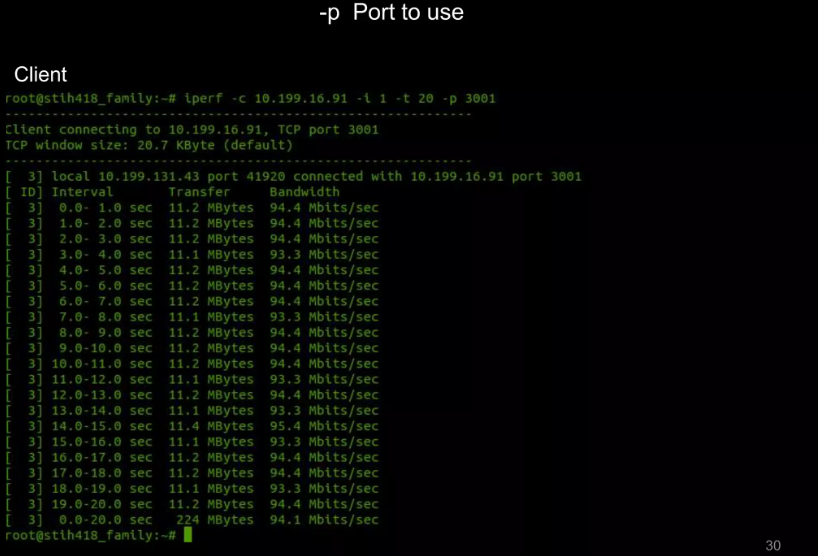 -p Port to use
Client
root@stih418_family:~# iperf -c 10.199.16.91 -i 1 -t 20 -p 3001
------------------------------------------------------------
Client connecting to 10.199.16.91, TCP port 3001
TCP window size: 20.7 KByte (default)
------------------------------------------------------------
[  3] local 10.199.131.43 port 41920 connected with 10.199.16.91 port 3001
[ ID] Interval       Transfer     Bandwidth
[  3]  0.0- 1.0 sec  11.2 MBytes  94.4 Mbits/sec
[  3]  1.0- 2.0 sec  11.2 MBytes  94.4 Mbits/sec
[  3]  2.0- 3.0 sec  11.2 MBytes  94.4 Mbits/sec
[  3]  3.0- 4.0 sec  11.1 MBytes  93.3 Mbits/sec
[  3]  4.0- 5.0 sec  11.2 MBytes  94.4 Mbits/sec
[  3]  5.0- 6.0 sec  11.2 MBytes  94.4 Mbits/sec
[  3]  6.0- 7.0 sec  11.2 MBytes  94.4 Mbits/sec
[  3]  7.0- 8.0 sec  11.1 MBytes  93.3 Mbits/sec
[  3]  8.0- 9.0 sec  11.2 MBytes  94.4 Mbits/sec
[  3]  9.0-10.0 sec  11.2 MBytes  94.4 Mbits/sec
[  3] 10.0-11.0 sec  11.2 MBytes  94.4 Mbits/sec
[  3] 11.0-12.0 sec  11.1 MBytes  93.3 Mbits/sec
[  3] 12.0-13.0 sec  11.2 MBytes  94.4 Mbits/sec
[  3] 13.0-14.0 sec  11.1 MBytes  93.3 Mbits/sec
[  3] 14.0-15.0 sec  11.4 MBytes  95.4 Mbits/sec
[  3] 15.0-16.0 sec  11.1 MBytes  93.3 Mbits/sec
[  3] 16.0-17.0 sec  11.2 MBytes  94.4 Mbits/sec
[  3] 17.0-18.0 sec  11.2 MBytes  94.4 Mbits/sec
[  3] 18.0-19.0 sec  11.1 MBytes  93.3 Mbits/sec
[  3] 19.0-20.0 sec  11.2 MBytes  94.4 Mbits/sec
[  3]  0.0-20.0 sec   224 MBytes  94.1 Mbits/sec
root@stih418_family:~#
30